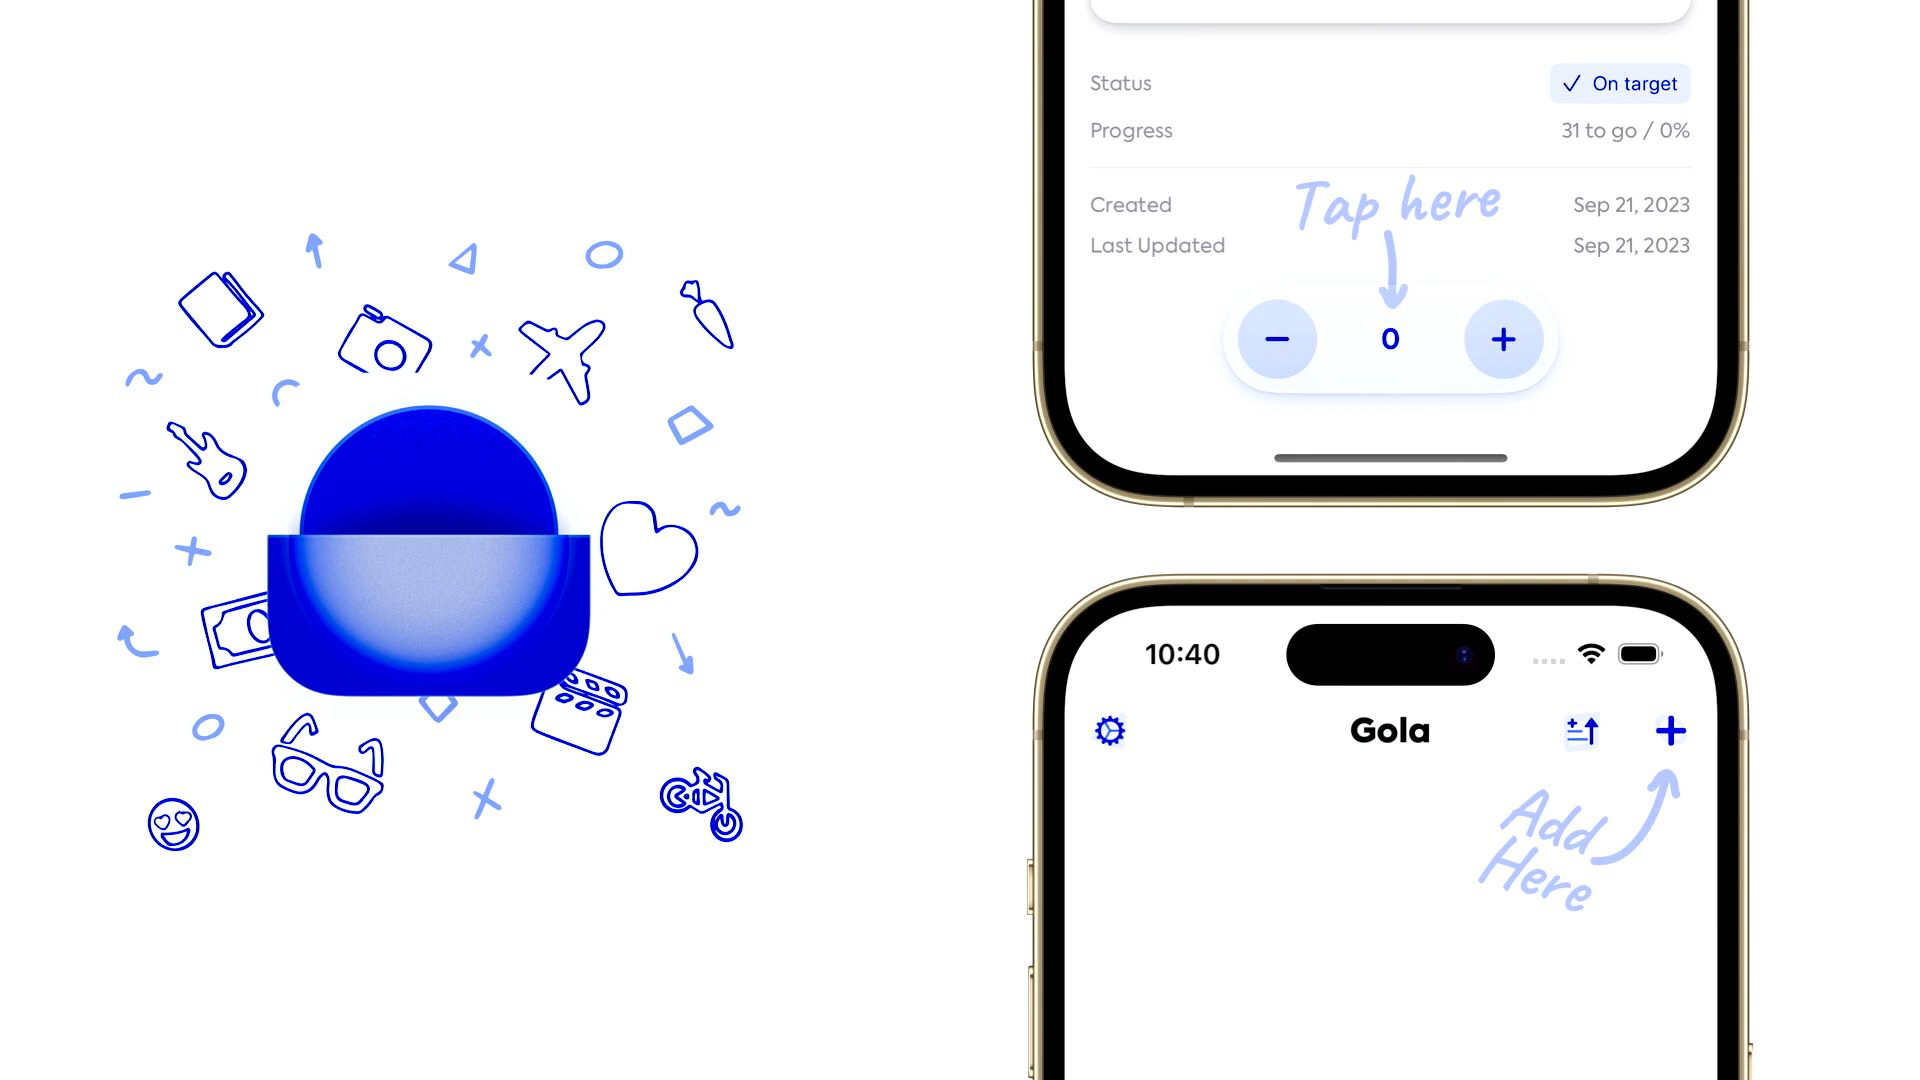 Status
✓ On target
Progress
31 to go / 0%
Tap here
Created
Sep 21, 2023
Last Updated
Sep 21, 2023
− 0 +
10:40
Gola
Add
Here